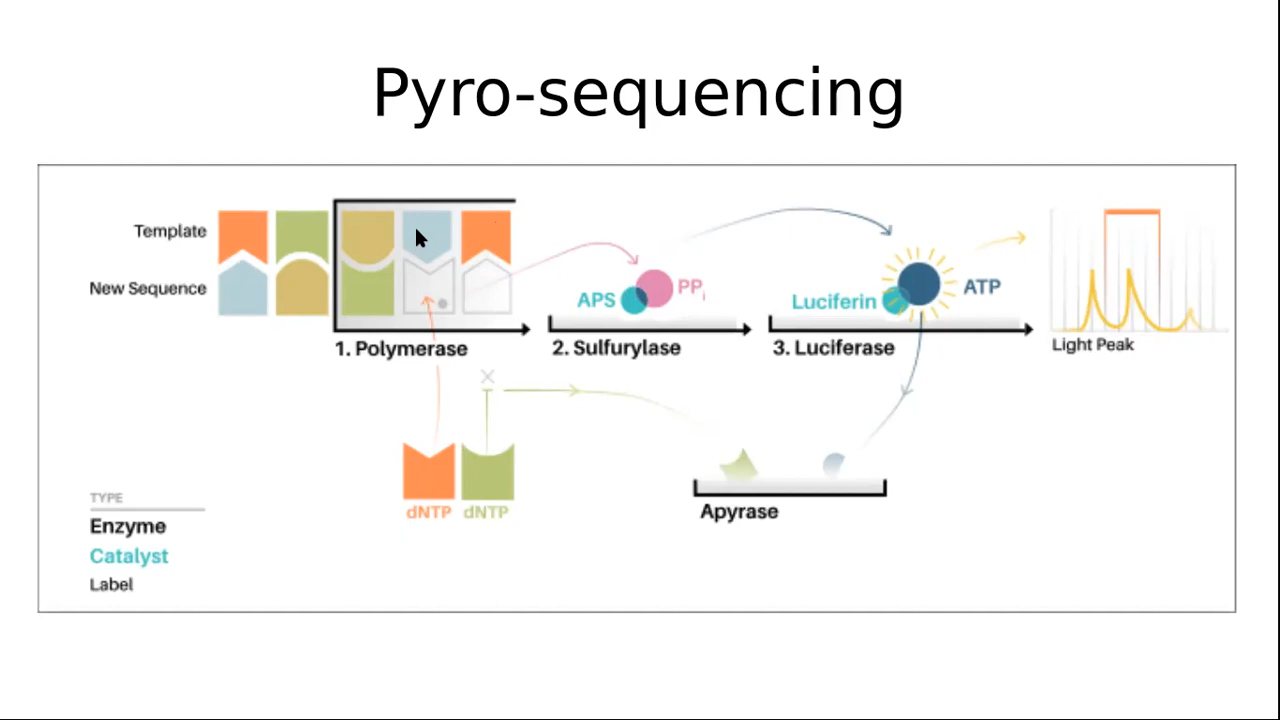 Pyro-sequencing
Template
New Sequence
APS
PPi
Luciferin
ATP
1. Polymerase
2. Sulfurylase
3. Luciferase
Light Peak
dNTP dNTP
Apyrase
TYPE
Enzyme
Catalyst
Label